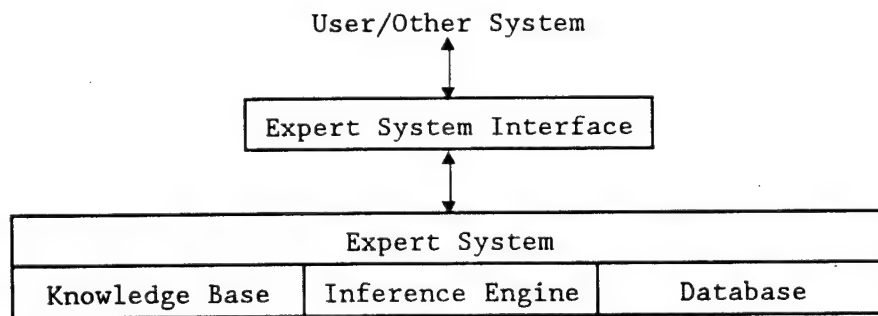 User/Other System
Expert System Interface
Expert System
Knowledge Base Inference Engine Database